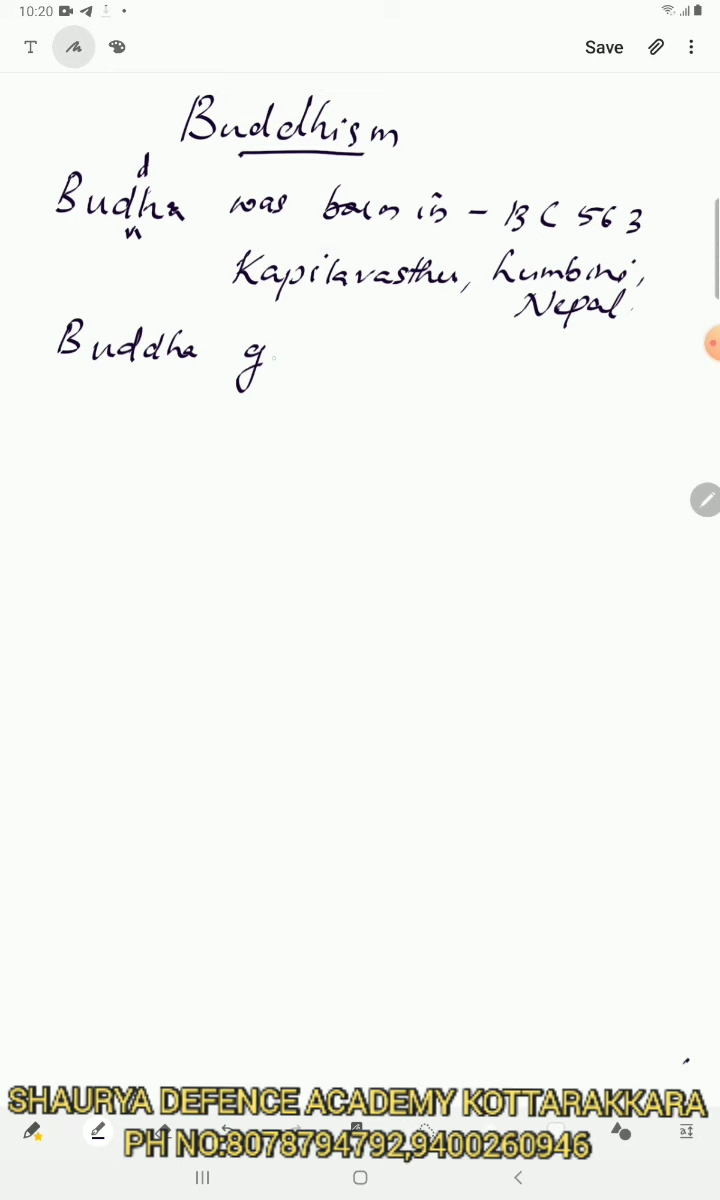 10:20
T
Save
Buddhism
d
Budha was born in - BC 563
Kapilavasthu, Lumbini,
Nepal.
Buddha g
SHAURYA DEFENCE ACADEMY KOTTARAKKARA
PH NO:8078794792,9400260946